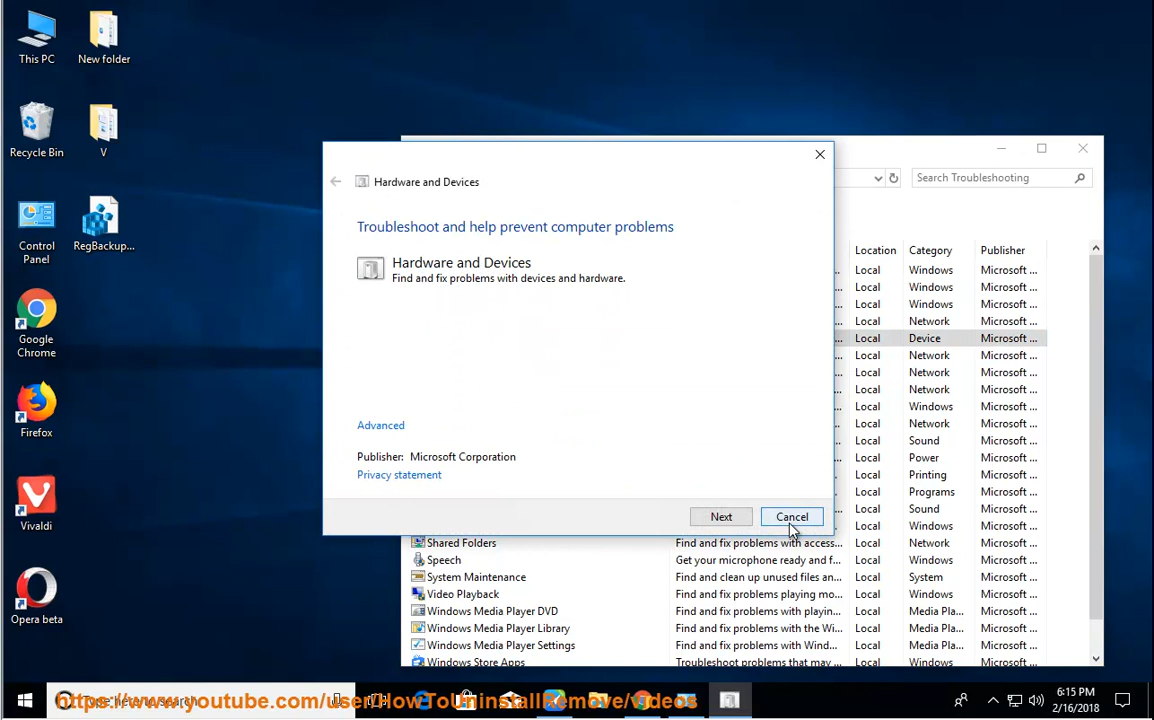 This PC
New folder
Recycle Bin
V
Control
Panel
RegBackup...
Google
Chrome
Firefox
Vivaldi
Opera beta
Hardware and Devices
Troubleshoot and help prevent computer problems
Hardware and Devices
Find and fix problems with devices and hardware.
Advanced
Publisher: Microsoft Corporation
Privacy statement
Next Cancel
Search Troubleshooting
Location Category Publisher
Local Windows Microsoft ...
Local Windows Microsoft ...
Local Windows Microsoft ...
Local Network Microsoft ...
Local Device Microsoft ...
Local Network Microsoft ...
Local Network Microsoft ...
Local Network Microsoft ...
Local Windows Microsoft ...
Local Network Microsoft ...
Local Sound Microsoft ...
Local Power Microsoft ...
Local Printing Microsoft ...
Local Programs Microsoft ...
Local Sound Microsoft ...
Local Windows Microsoft ...
Shared Folders Find and fix problems with access... Local Network Microsoft ...
Speech Get your microphone ready and f... Local Windows Microsoft ...
System Maintenance Find and clean up unused files an... Local System Microsoft ...
Video Playback Find and fix problems playing mo... Local Windows Microsoft ...
Windows Media Player DVD Find and fix problems with playin... Local Media Pla... Microsoft ...
Windows Media Player Library Find and fix problems with the Wi... Local Media Pla... Microsoft ...
Windows Media Player Settings Find and fix problems with Wind... Local Media Pla... Microsoft ...
Windows Store Apps Troubleshoot problems that may ... Local Windows Microsoft ...
Type here to search
https://www.youtube.com/user/HowToUninstallRemove/videos
6:15 PM
2/16/2018